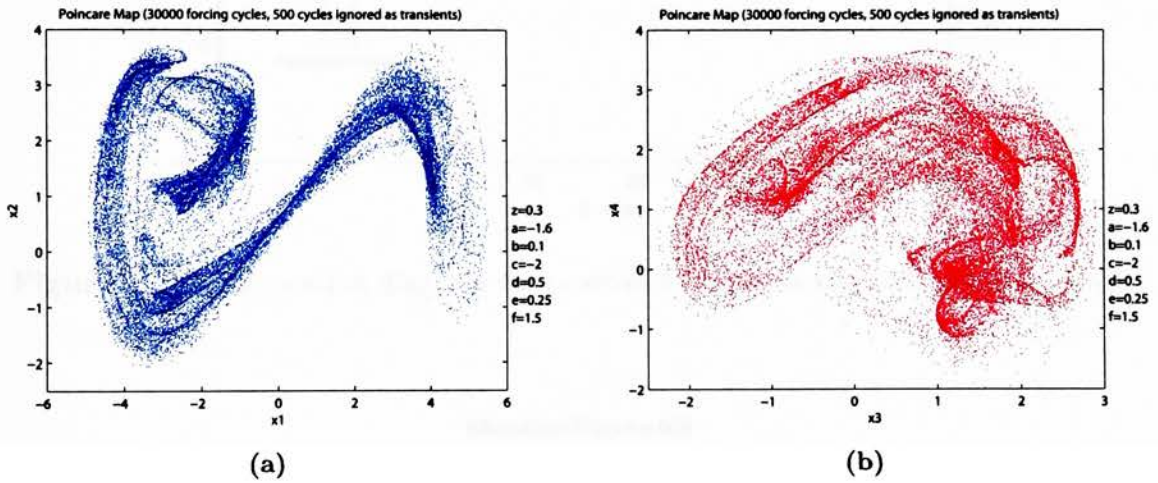 Poincare Map (30000 forcing cycles, 500 cycles ignored as transients)
4
3
2
1
0
−1
−2
x2
−6
−4
−2
0
2
4
6
x1
z=0.3
a=−1.6
b=0.1
c=−2
d=0.5
e=0.25
f=1.5
(a)
Poincare Map (30000 forcing cycles, 500 cycles ignored as transients)
4
3
2
1
0
−1
−2
x4
−2
−1
0
1
2
3
x3
z=0.3
a=−1.6
b=0.1
c=−2
d=0.5
e=0.25
f=1.5
(b)